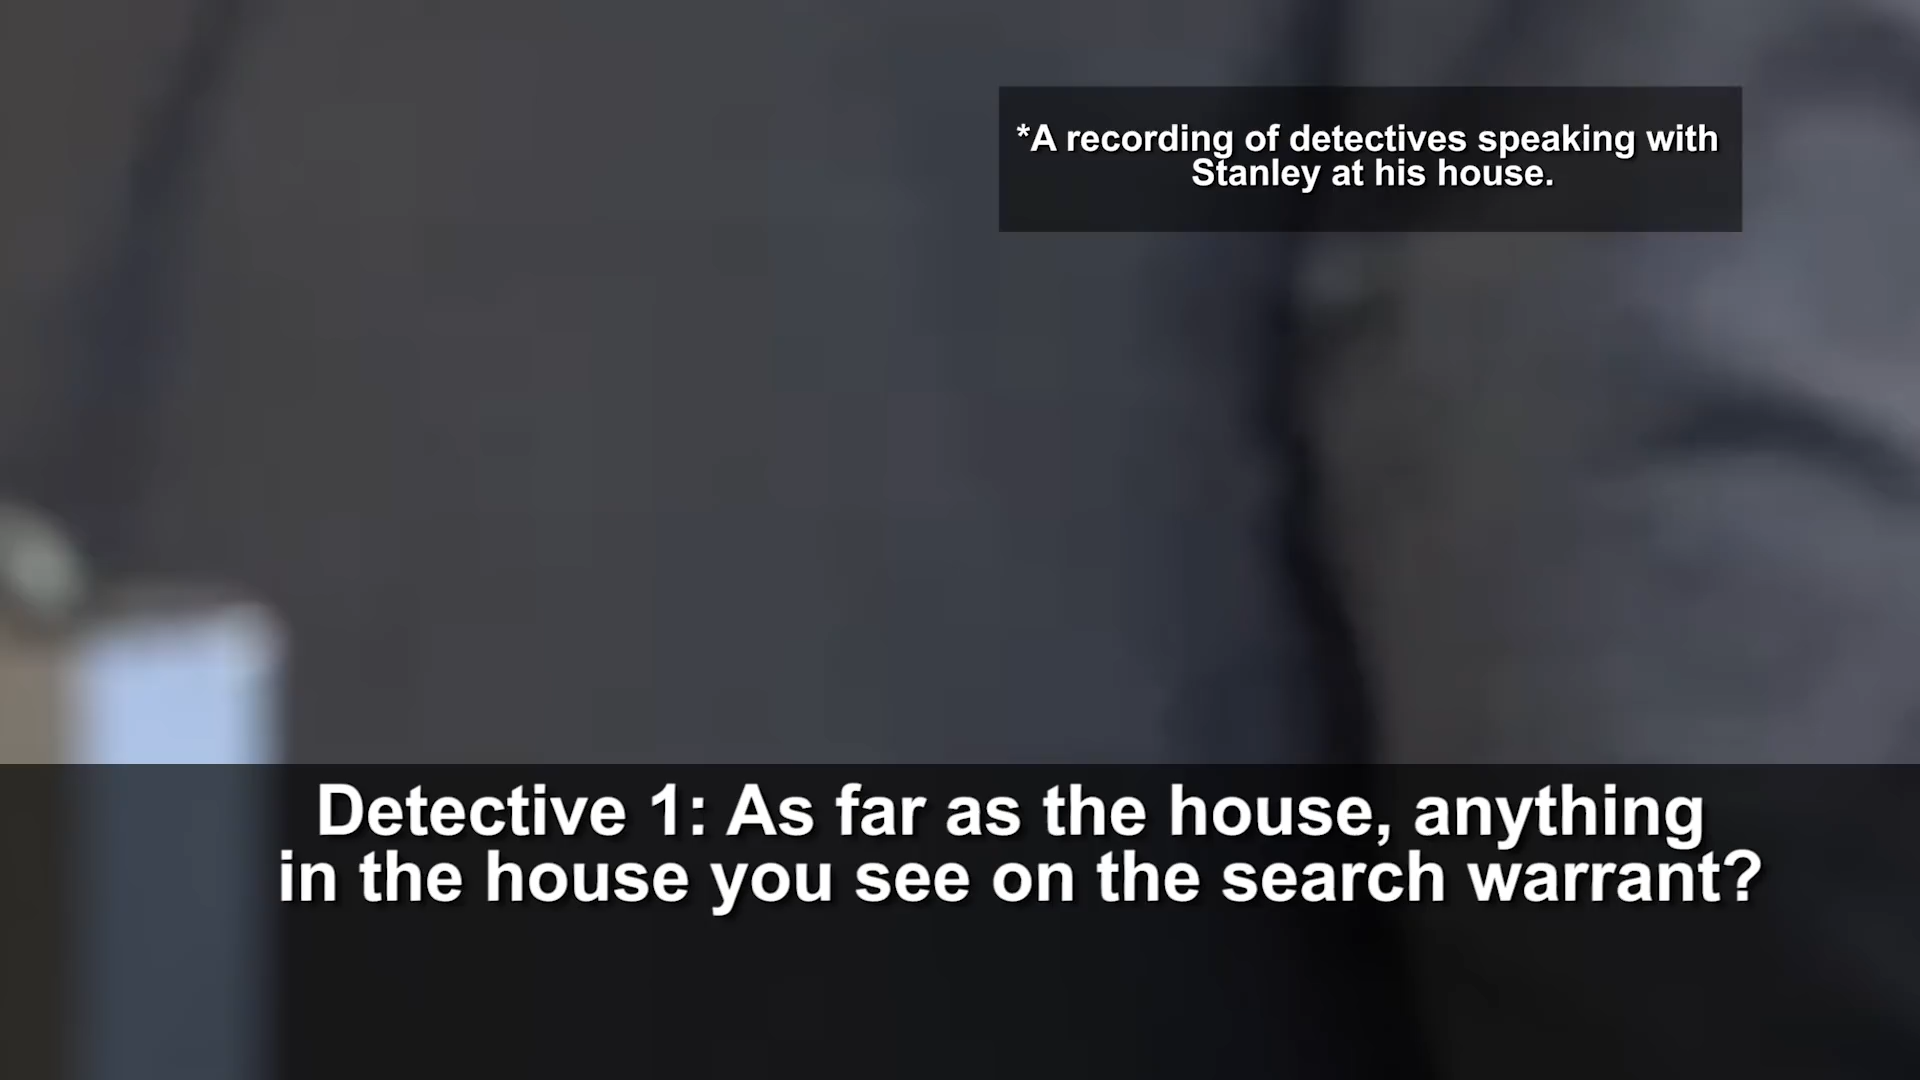 *A recording of detectives speaking with
Stanley at his house.
Detective 1: As far as the house, anything
in the house you see on the search warrant?